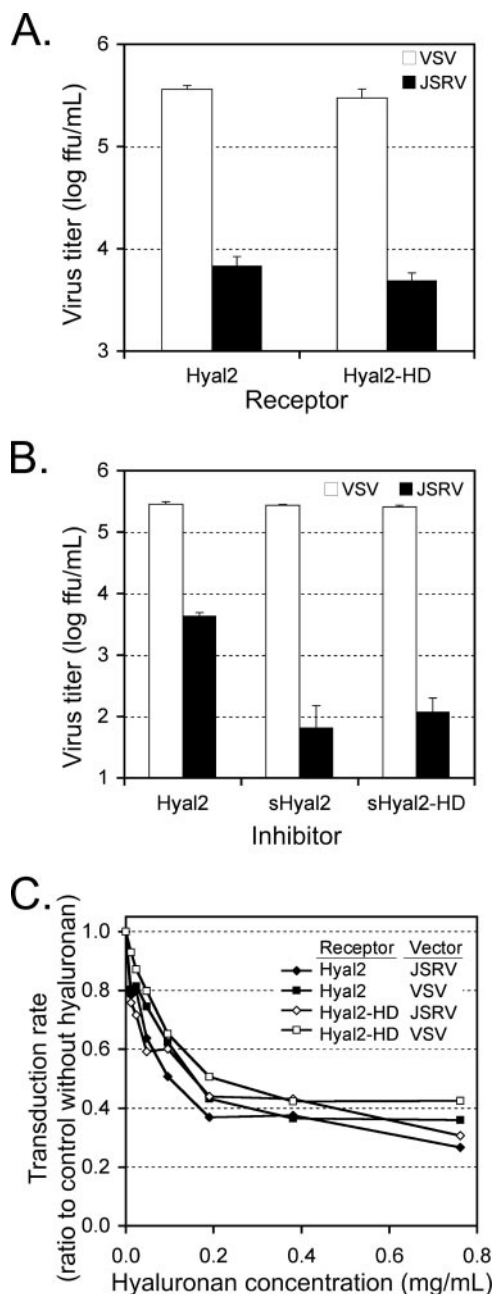 A.
Virus titer (log ffu/mL)
6
5
4
3
VSV
JSRV
Hyal2
Hyal2-HD
Receptor
B.
Virus titer (log ffu/mL)
6
5
4
3
2
1
VSV
JSRV
Hyal2
sHyal2
sHyal2-HD
Inhibitor
C.
Transduction rate
(ratio to control without hyaluronan)
1.0
0.8
0.6
0.4
0.2
0.0
Receptor Vector
Hyal2 JSRV
Hyal2 VSV
Hyal2-HD JSRV
Hyal2-HD VSV
0.0 0.2 0.4 0.6 0.8
Hyaluronan concentration (mg/mL)